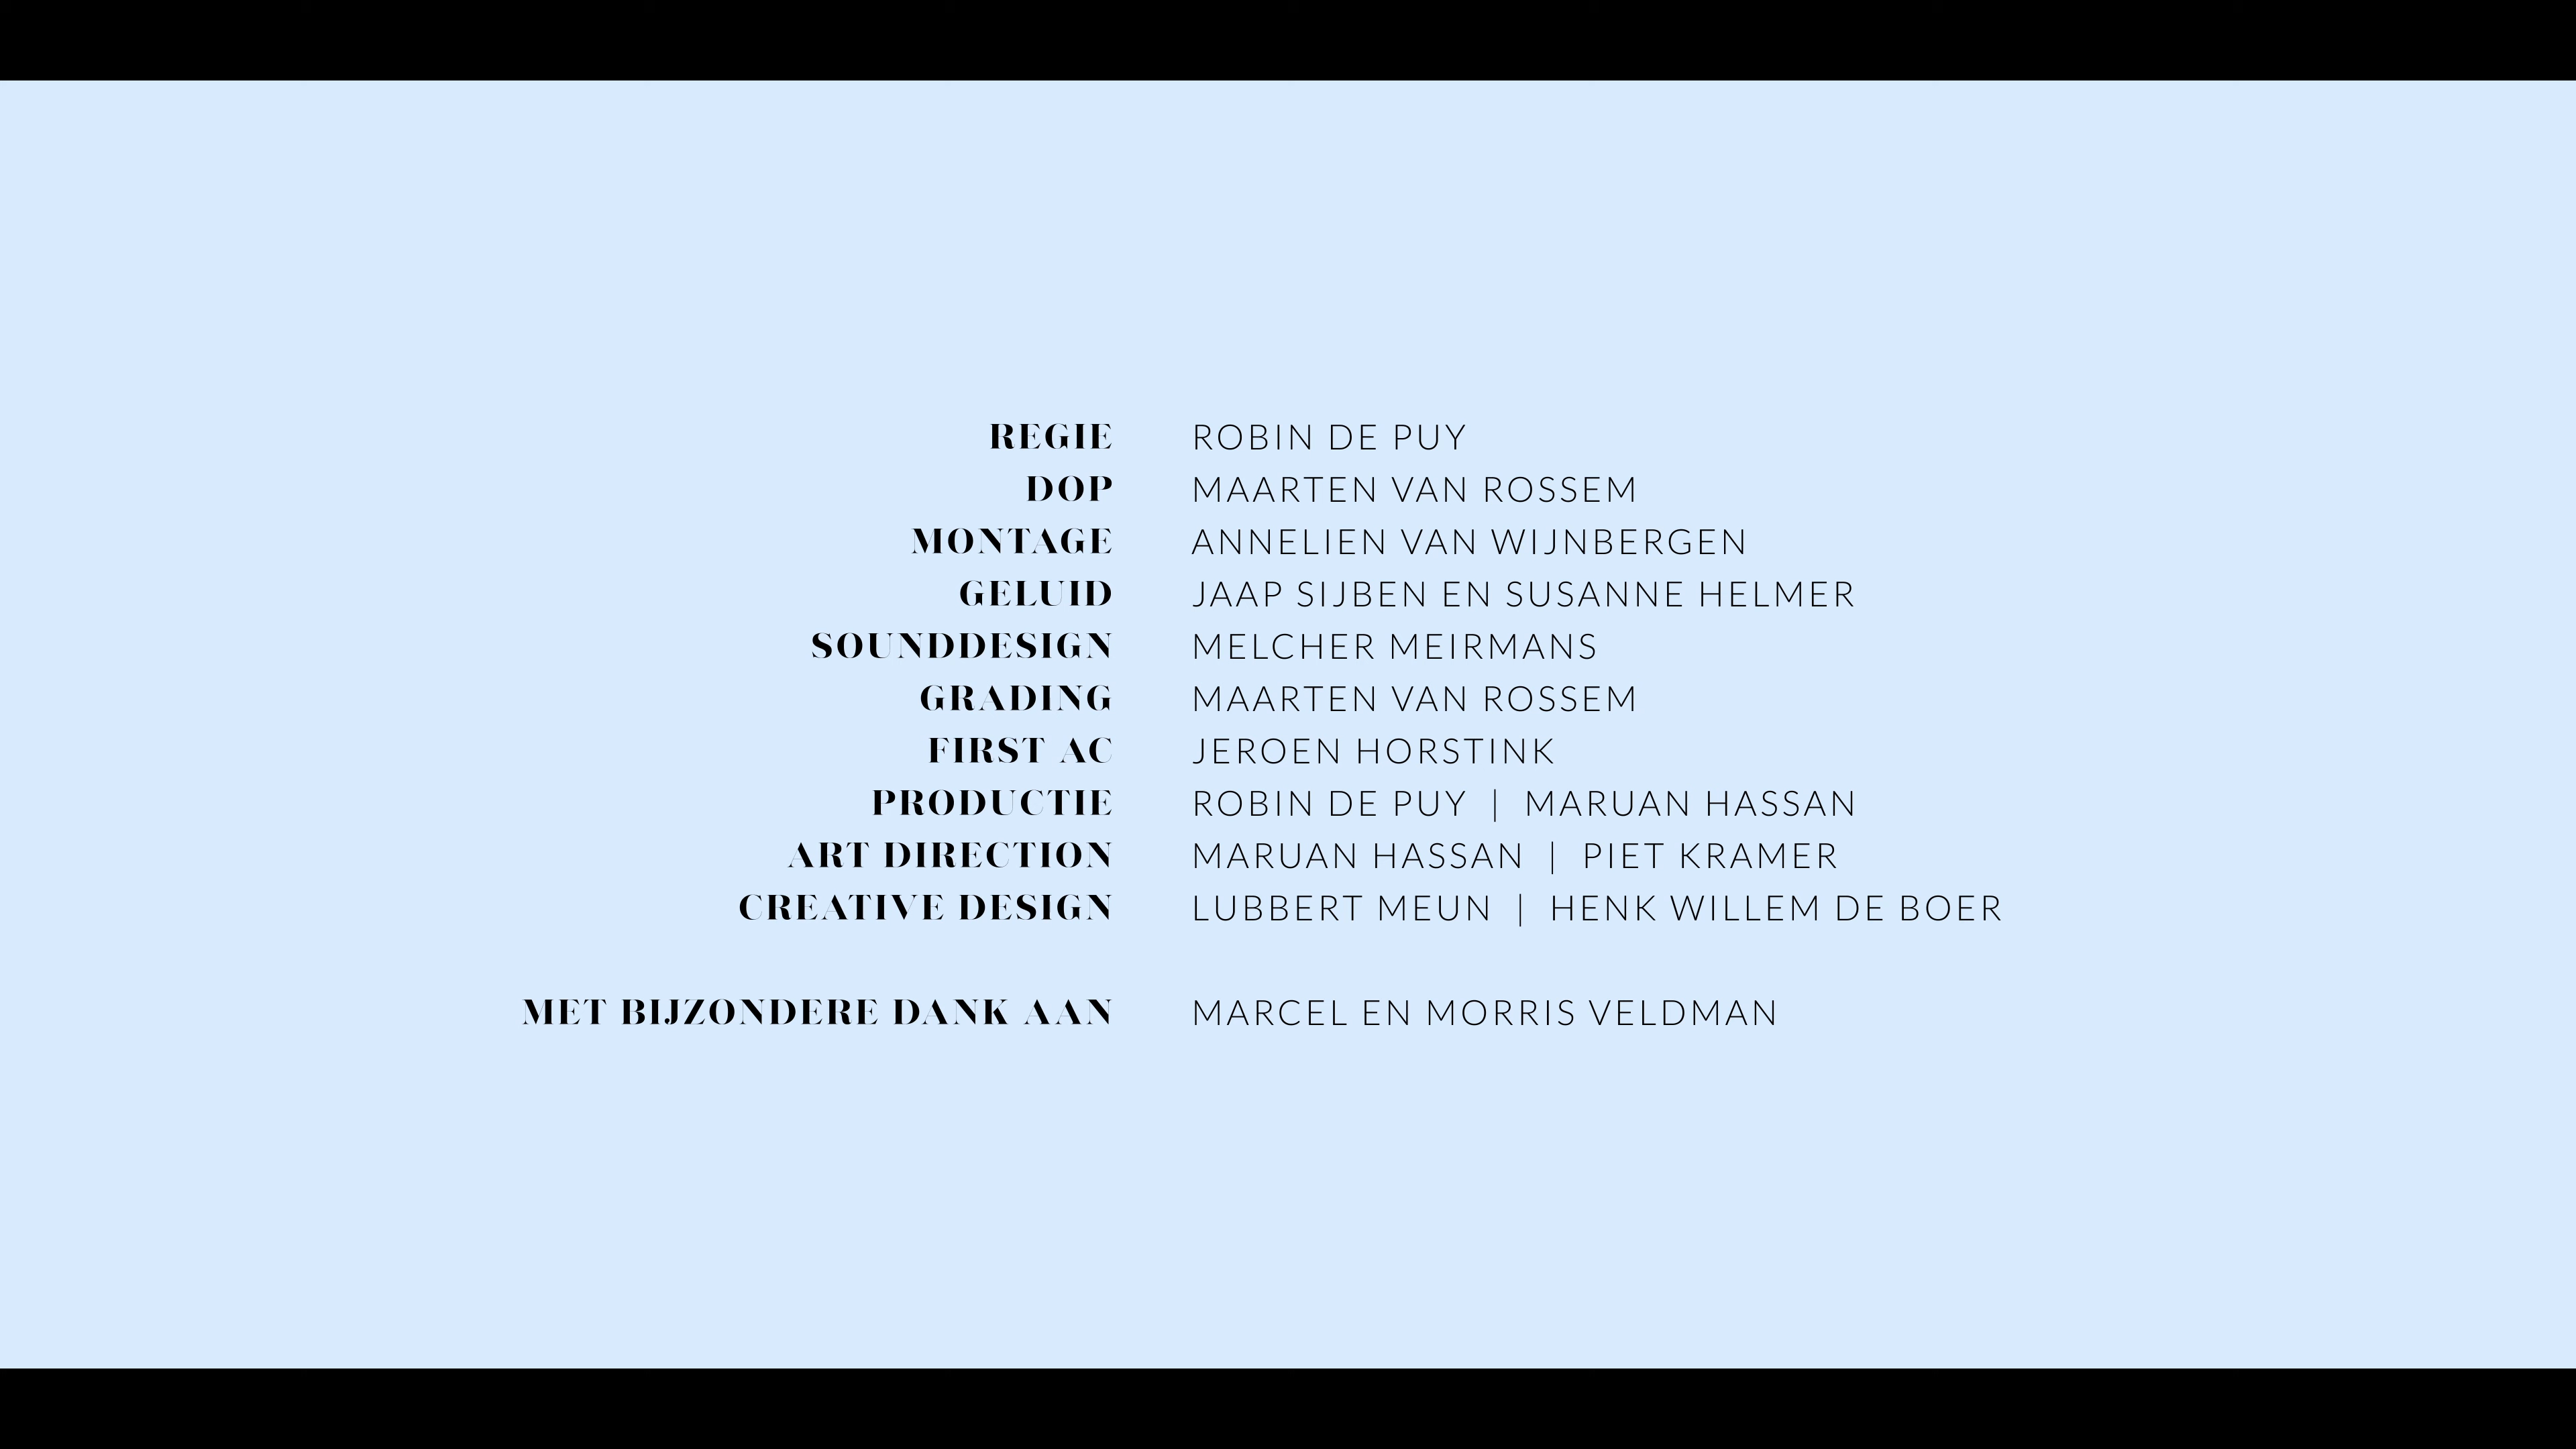 REGIE ROBIN DE PUY
DOP MAARTEN VAN ROSSEM
MONTAGE ANNELIEN VAN WIJNBERGEN
GELUID JAAP SIJBEN EN SUSANNE HELMER
SOUNDDESIGN MELCHER MEIRMANS
GRADING MAARTEN VAN ROSSEM
FIRST AC JEROEN HORSTINK
PRODUCTIE ROBIN DE PUY | MARUAN HASSAN
ART DIRECTION MARUAN HASSAN | PIET KRAMER
CREATIVE DESIGN LUBBERT MEUN | HENK WILLEM DE BOER
MET BIJZONDERE DANK AAN MARCEL EN MORRIS VELDMAN